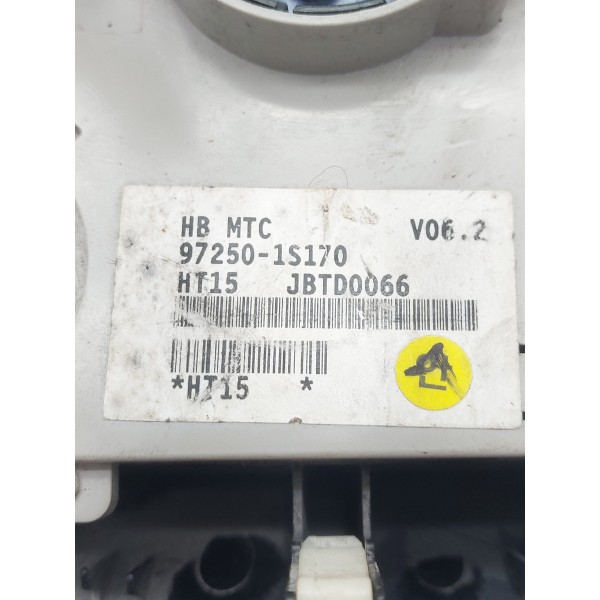 HB MTC V06.2
97250-1S170
HT15 JBTD0066
*HT15 *